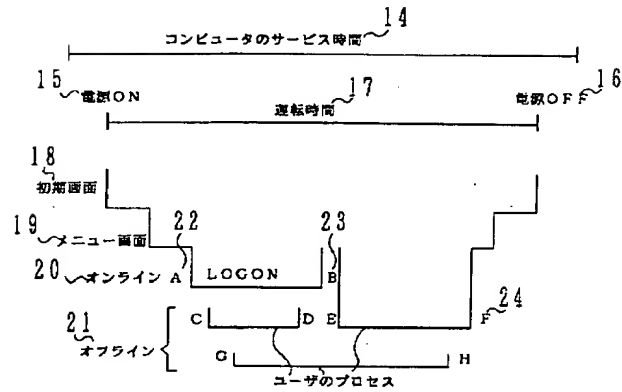 コンピュータのサービス時間 14
15 電源ON
16 電源OFF
運転時間 17
18 初期画面
19 メニュー画面
20 オンライン A 22 LOGON B 23
C D E F 24
21 オフライン
G H
ユーザのプロセス